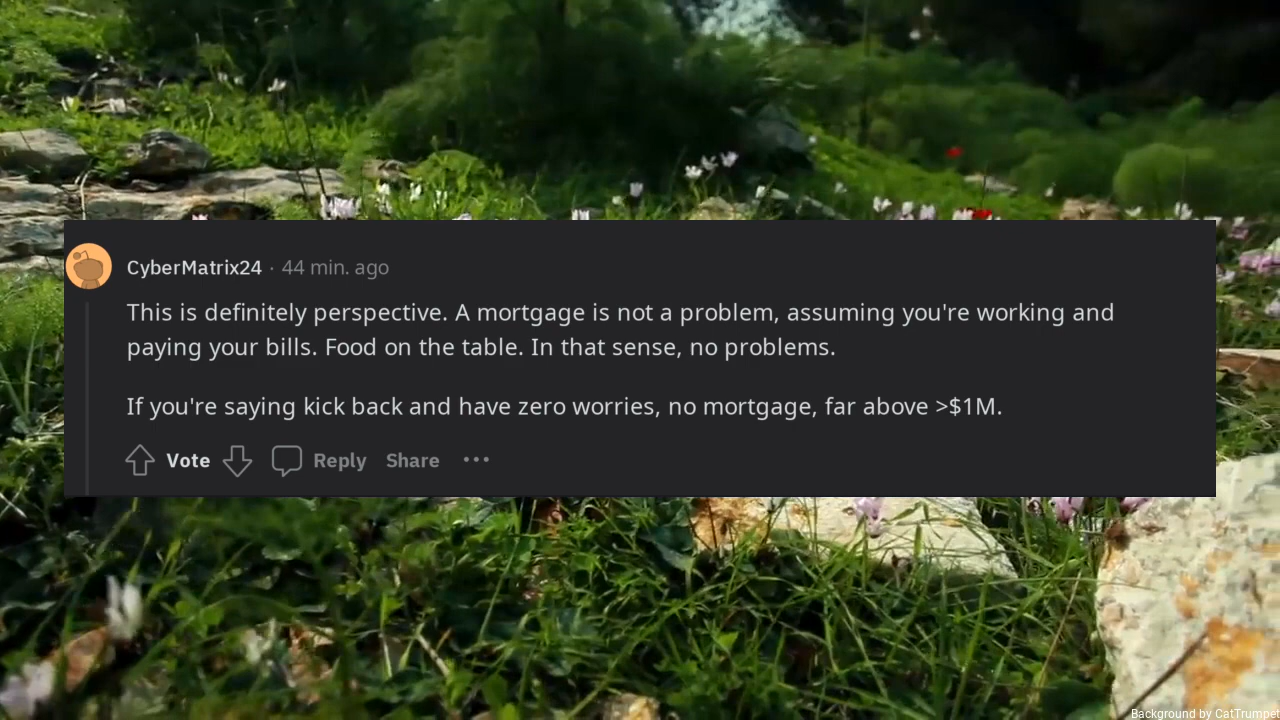 CyberMatrix24 · 44 min. ago
This is definitely perspective. A mortgage is not a problem, assuming you're working and
paying your bills. Food on the table. In that sense, no problems.
If you're saying kick back and have zero worries, no mortgage, far above >$1M.
Vote Reply Share •••
Background by CatTrumpet